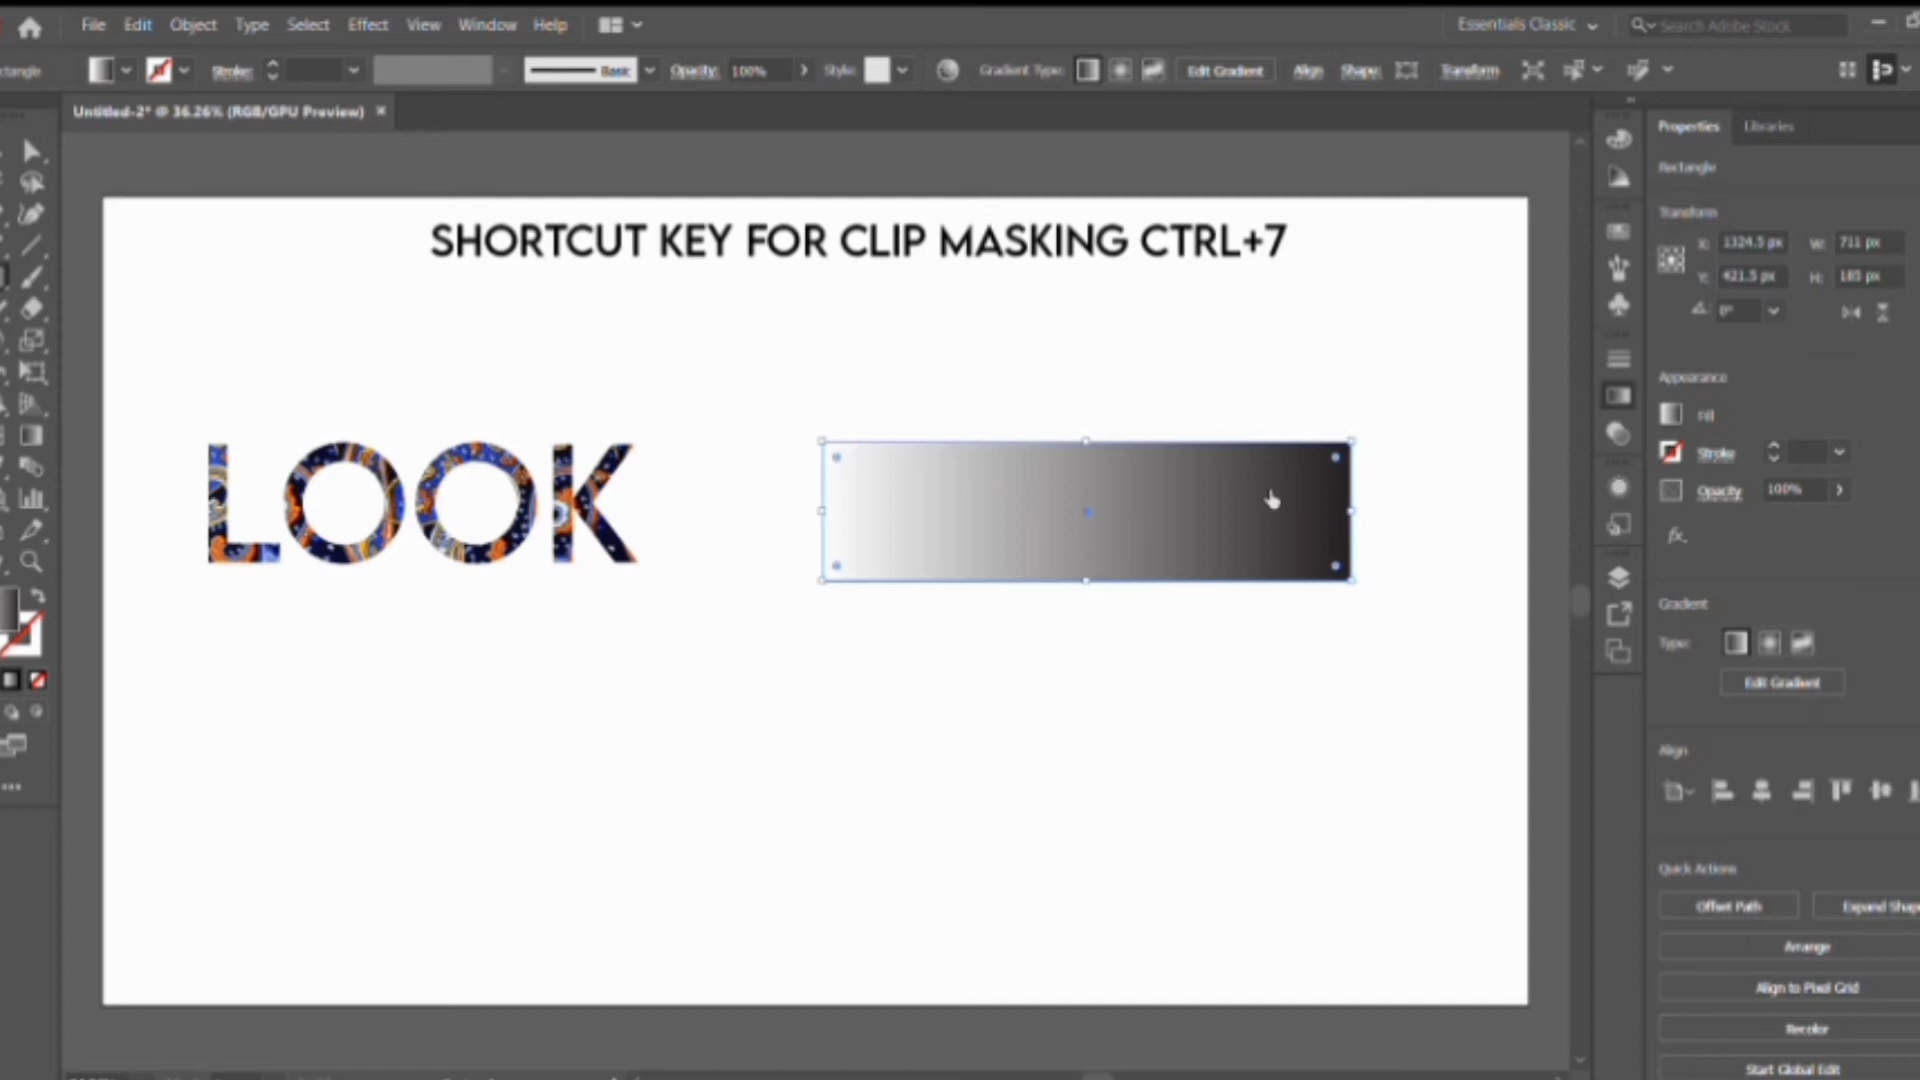 File Edit Object Type Select Effect View Window Help
Essentials Classic
Search Adobe Stock
Stroke:
Basic
Opacity: 100%
Style:
Gradient Type:
Edit Gradient
Align
Shape:
Transform
Untitled-2* @ 36.26% (RGB/GPU Preview) ×
Properties Libraries
Rectangle
Transform
X: 1324.5 px W: 711 px
Y: 421.5 px H: 185 px
0°
SHORTCUT KEY FOR CLIP MASKING CTRL+7
LOOK
Appearance
Fill
Stroke
Opacity 100%
fx.
Gradient
Type:
Edit Gradient
Align
Quick Actions
Offset Path
Expand Shape
Arrange
Align to Pixel Grid
Recolor
Start Global Edit